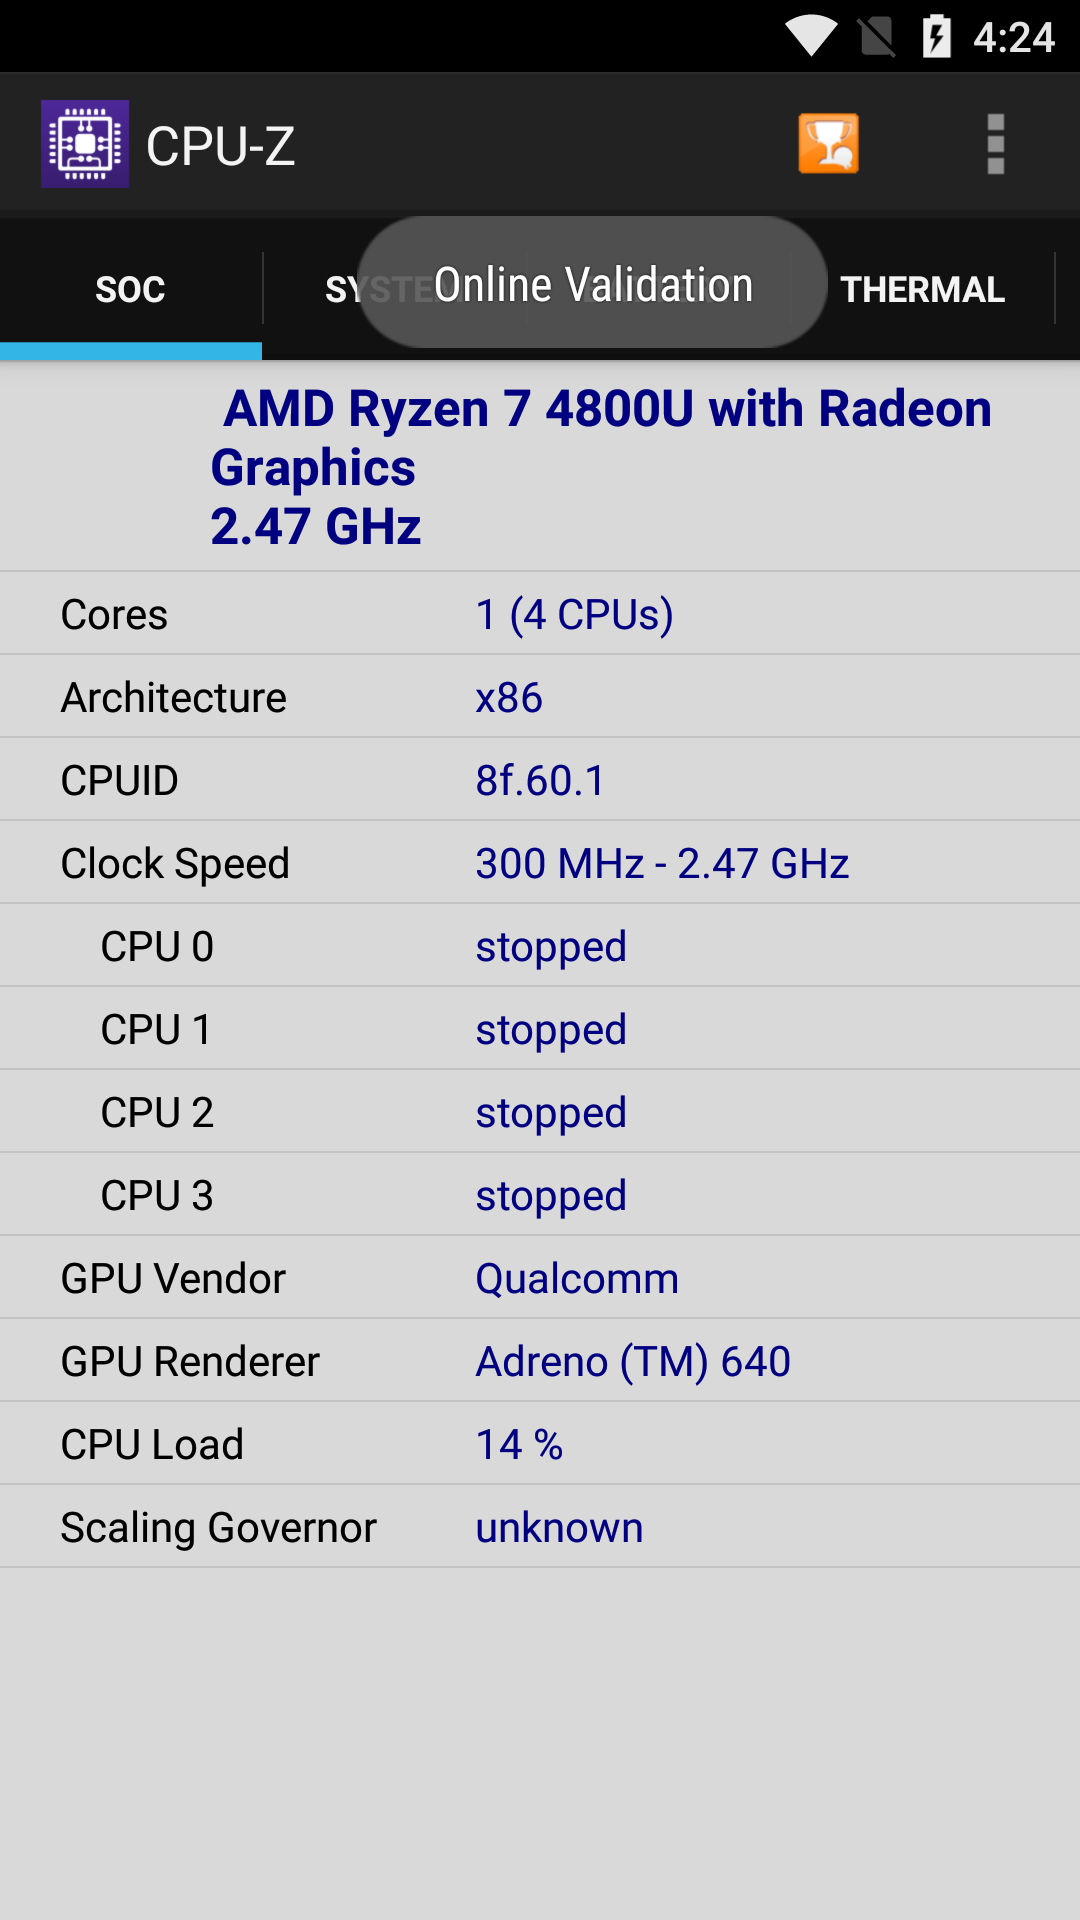 4:24
CPU-Z
SOC
SYSTEM
Online Validation
THERMAL
AMD Ryzen 7 4800U with Radeon
Graphics
2.47 GHz
Cores 1 (4 CPUs)
Architecture x86
CPUID 8f.60.1
Clock Speed 300 MHz - 2.47 GHz
CPU 0 stopped
CPU 1 stopped
CPU 2 stopped
CPU 3 stopped
GPU Vendor Qualcomm
GPU Renderer Adreno (TM) 640
CPU Load 14 %
Scaling Governor unknown